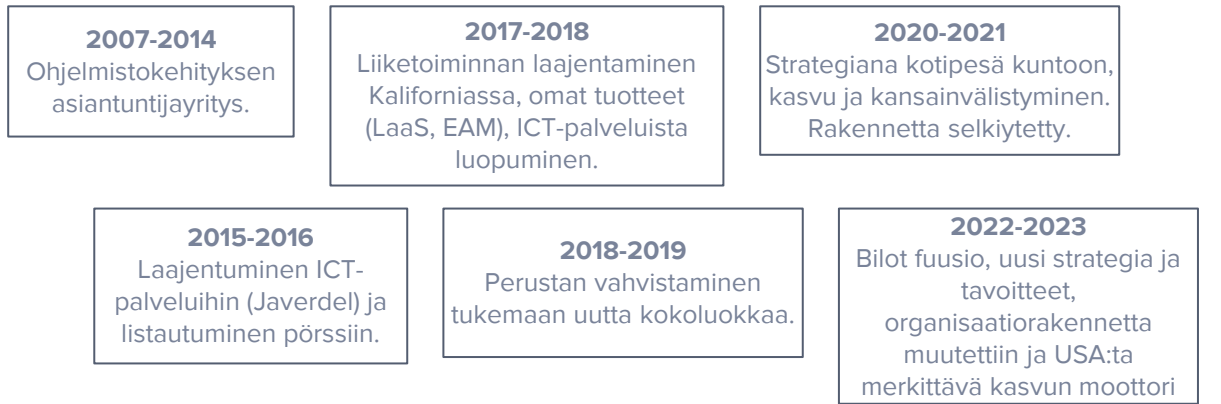 2007-2014
Ohjelmistokehityksen
asiantuntijayritys.
2017-2018
Liiketoiminnan laajentaminen
Kaliforniassa, omat tuotteet
(LaaS, EAM), ICT-palveluista
luopuminen.
2020-2021
Strategiana kotipesä kuntoon,
kasvu ja kansainvälistyminen.
Rakennetta selkiytetty.
2015-2016
Laajentuminen ICT-
palveluihin (Javerdel) ja
listautuminen pörssiin.
2018-2019
Perustan vahvistaminen
tukemaan uutta kokoluokkaa.
2022-2023
Bilot fuusio, uusi strategia ja
tavoitteet,
organisaatiorakennetta
muutettiin ja USA:ta
merkittävä kasvun moottori